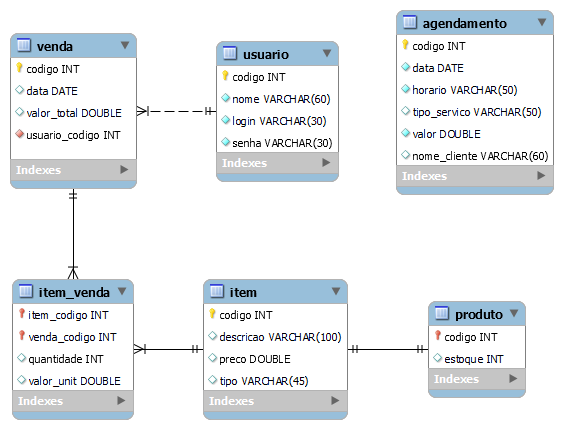 venda
codigo INT
data DATE
valor_total DOUBLE
usuario_codigo INT
Indexes
usuario
codigo INT
nome VARCHAR(60)
login VARCHAR(30)
senha VARCHAR(30)
Indexes
agendamento
codigo INT
data DATE
horario VARCHAR(50)
tipo_servico VARCHAR(50)
valor DOUBLE
nome_cliente VARCHAR(60)
Indexes
item_venda
item_codigo INT
venda_codigo INT
quantidade INT
valor_unit DOUBLE
Indexes
item
codigo INT
descricao VARCHAR(100)
preco DOUBLE
tipo VARCHAR(45)
Indexes
produto
codigo INT
estoque INT
Indexes